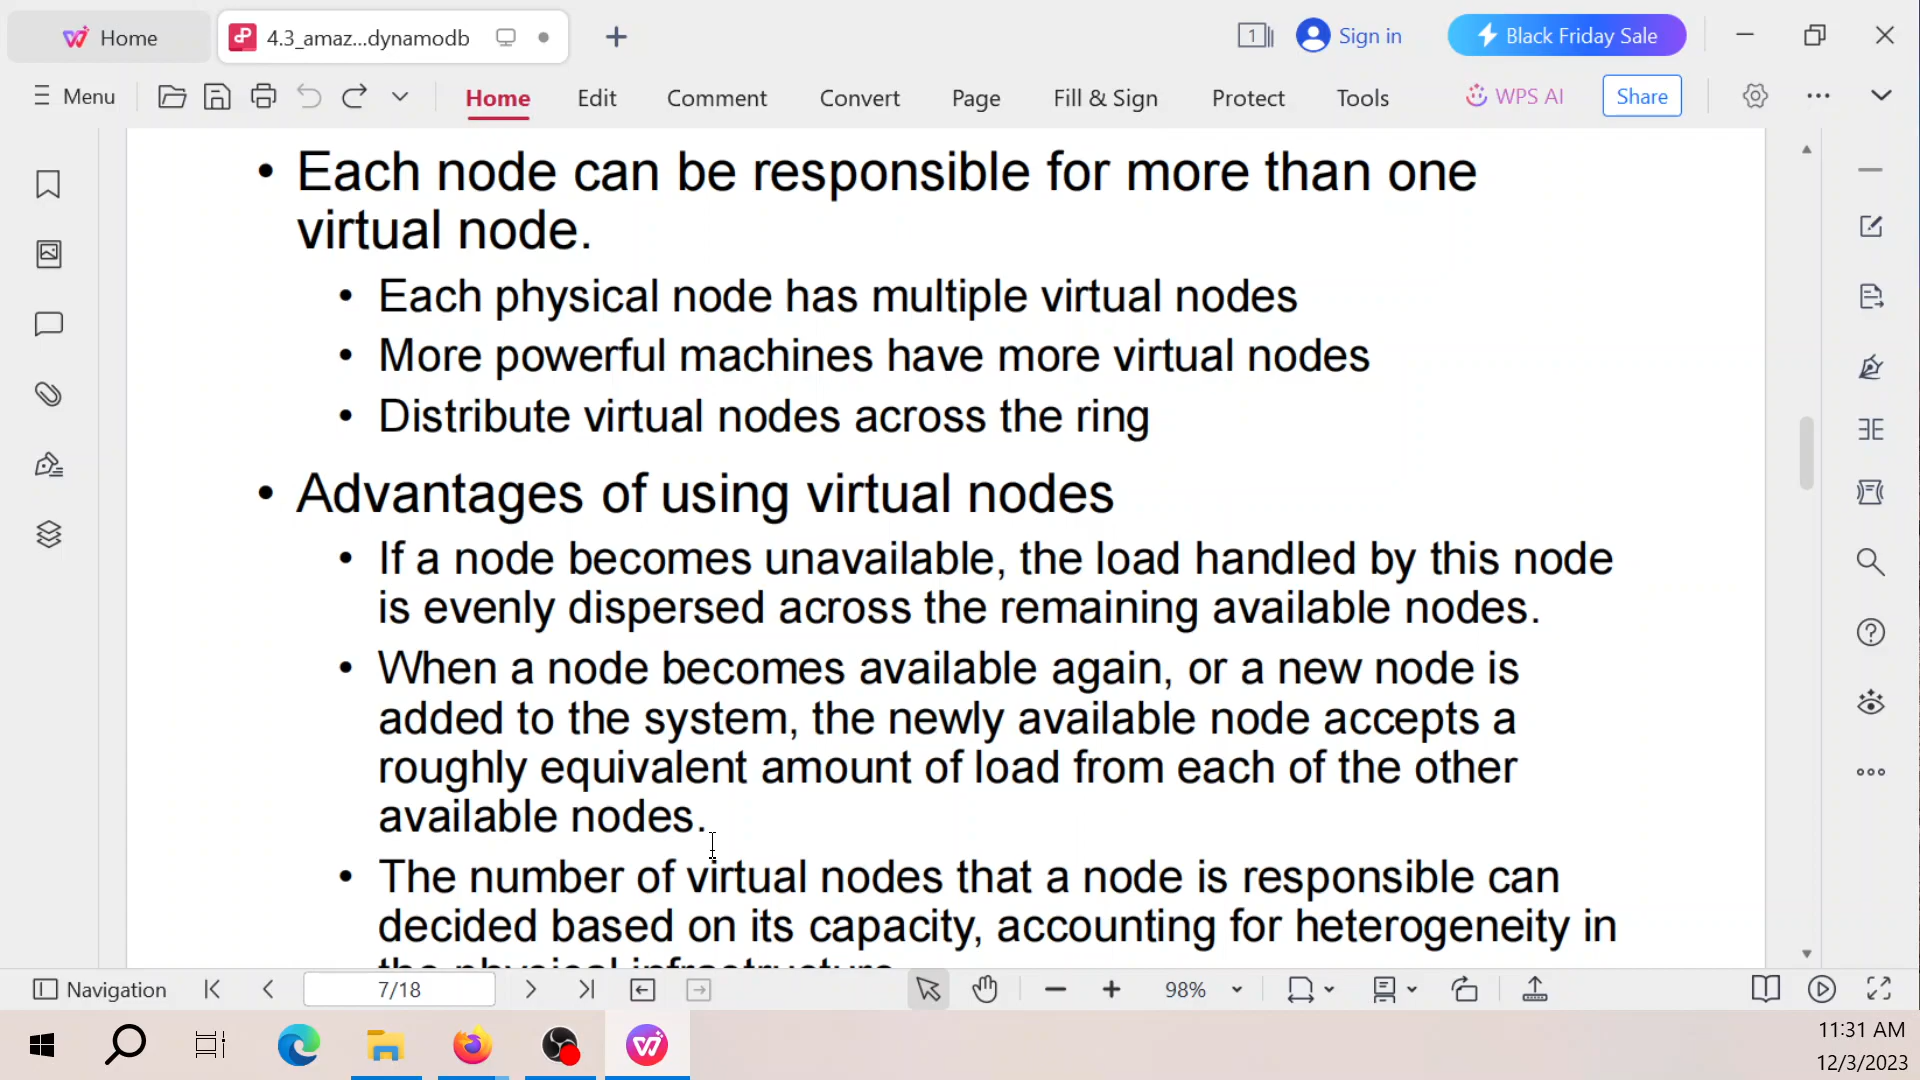 Home
4.3_amaz...dynamodb
1
Sign in
Black Friday Sale
Menu
Home
Edit
Comment
Convert
Page
Fill & Sign
Protect
Tools
WPS AI
Share
• Each node can be responsible for more than one
virtual node.
• Each physical node has multiple virtual nodes
• More powerful machines have more virtual nodes
• Distribute virtual nodes across the ring
• Advantages of using virtual nodes
• If a node becomes unavailable, the load handled by this node
is evenly dispersed across the remaining available nodes.
• When a node becomes available again, or a new node is
added to the system, the newly available node accepts a
roughly equivalent amount of load from each of the other
available nodes.
• The number of virtual nodes that a node is responsible can
decided based on its capacity, accounting for heterogeneity in
the physical infrastructure
Navigation
7/18
98%
11:31 AM
12/3/2023